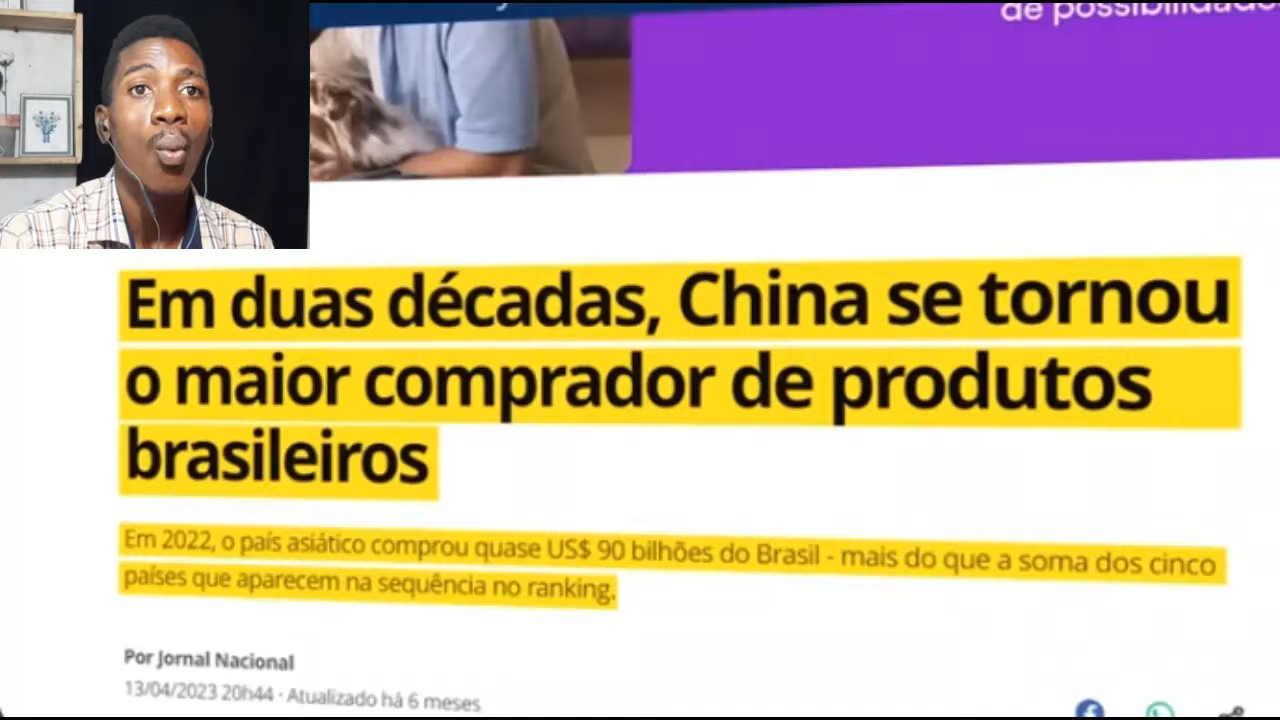 de possibilidade
Em duas décadas, China se tornou
o maior comprador de produtos
brasileiros
Em 2022, o país asiático comprou quase US$ 90 bilhões do Brasil - mais do que a soma dos cinco
países que aparecem na sequência no ranking.
Por Jornal Nacional
13/04/2023 20h44 · Atualizado há 6 meses